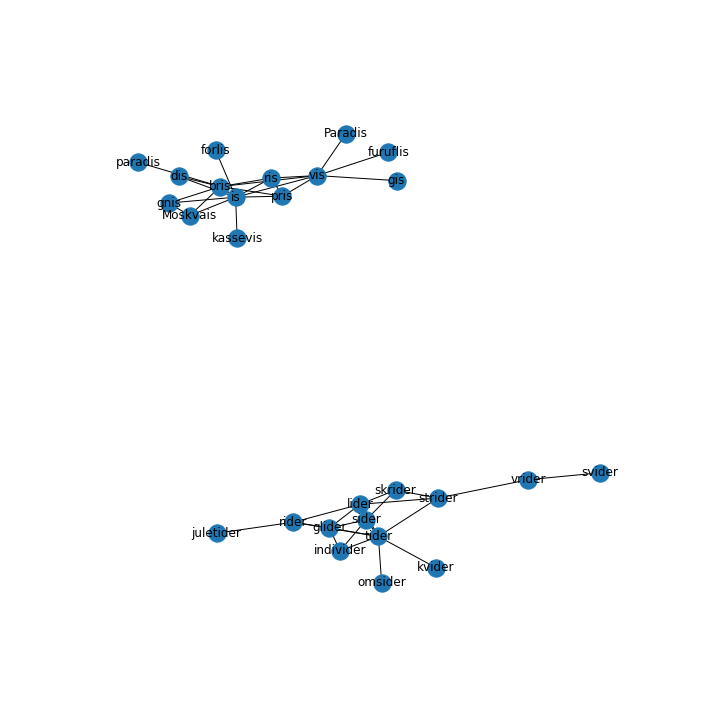 Paradis
forlis
furuflis
paradis
dis
ris
vis
gis
bris
is
pris
gnis
Moskvais
kassevis
svider
vrider
skrider
strider
lider
sider
rider
glider
juletider
tider
individer
kvider
omsider